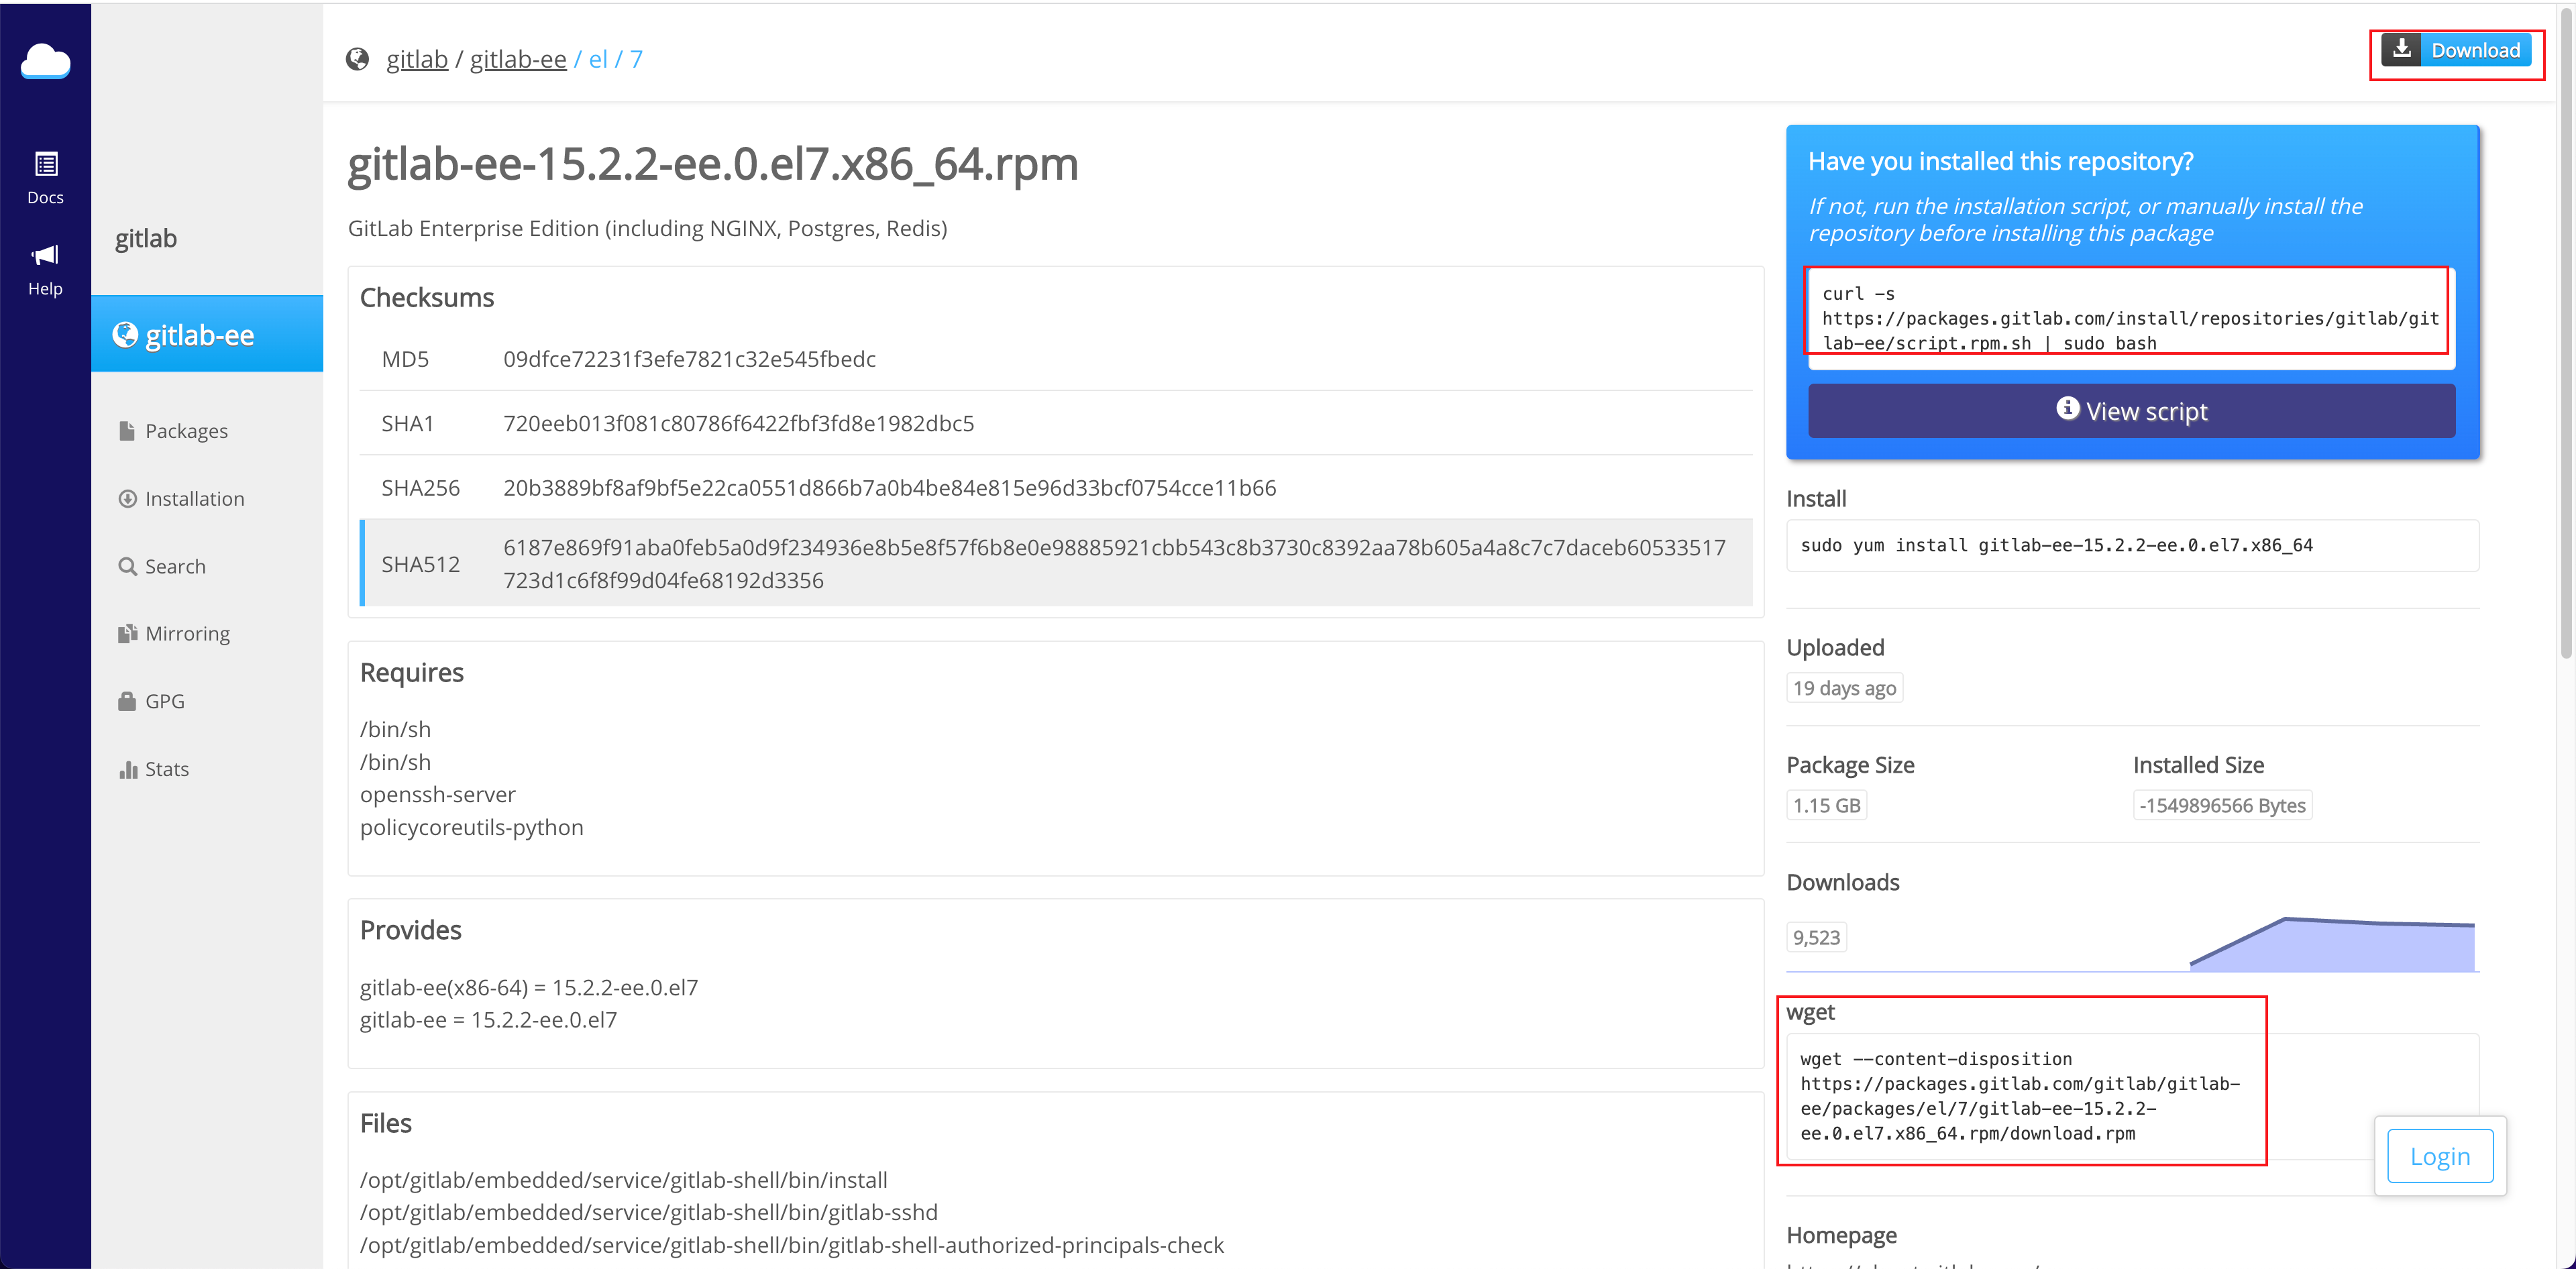 gitlab / gitlab-ee / el / 7
Download
Docs
Help
gitlab
gitlab-ee
Packages
Installation
Search
Mirroring
GPG
Stats
gitlab-ee-15.2.2-ee.0.el7.x86_64.rpm
GitLab Enterprise Edition (including NGINX, Postgres, Redis)
Checksums
MD5 09dfce72231f3efe7821c32e545fbedc
SHA1 720eeb013f081c80786f6422fbf3fd8e1982dbc5
SHA256 20b3889bf8af9bf5e22ca0551d866b7a0b4be84e815e96d33bcf0754cce11b66
SHA512 6187e869f91aba0feb5a0d9f234936e8b5e8f57f6b8e0e98885921cbb543c8b3730c8392aa78b605a4a8c7c7daceb60533517
723d1c6f8f99d04fe68192d3356
Requires
/bin/sh
/bin/sh
openssh-server
policycoreutils-python
Provides
gitlab-ee(x86-64) = 15.2.2-ee.0.el7
gitlab-ee = 15.2.2-ee.0.el7
Files
/opt/gitlab/embedded/service/gitlab-shell/bin/install
/opt/gitlab/embedded/service/gitlab-shell/bin/gitlab-sshd
/opt/gitlab/embedded/service/gitlab-shell/bin/gitlab-shell-authorized-principals-check
Have you installed this repository?
If not, run the installation script, or manually install the
repository before installing this package
curl -s
https://packages.gitlab.com/install/repositories/gitlab/git
lab-ee/script.rpm.sh | sudo bash
View script
Install
sudo yum install gitlab-ee-15.2.2-ee.0.el7.x86_64
Uploaded
19 days ago
Package Size
1.15 GB
Installed Size
-1549896566 Bytes
Downloads
9,523
wget
wget --content-disposition
https://packages.gitlab.com/gitlab/gitlab-
ee/packages/el/7/gitlab-ee-15.2.2-
ee.0.el7.x86_64.rpm/download.rpm
Login
Homepage